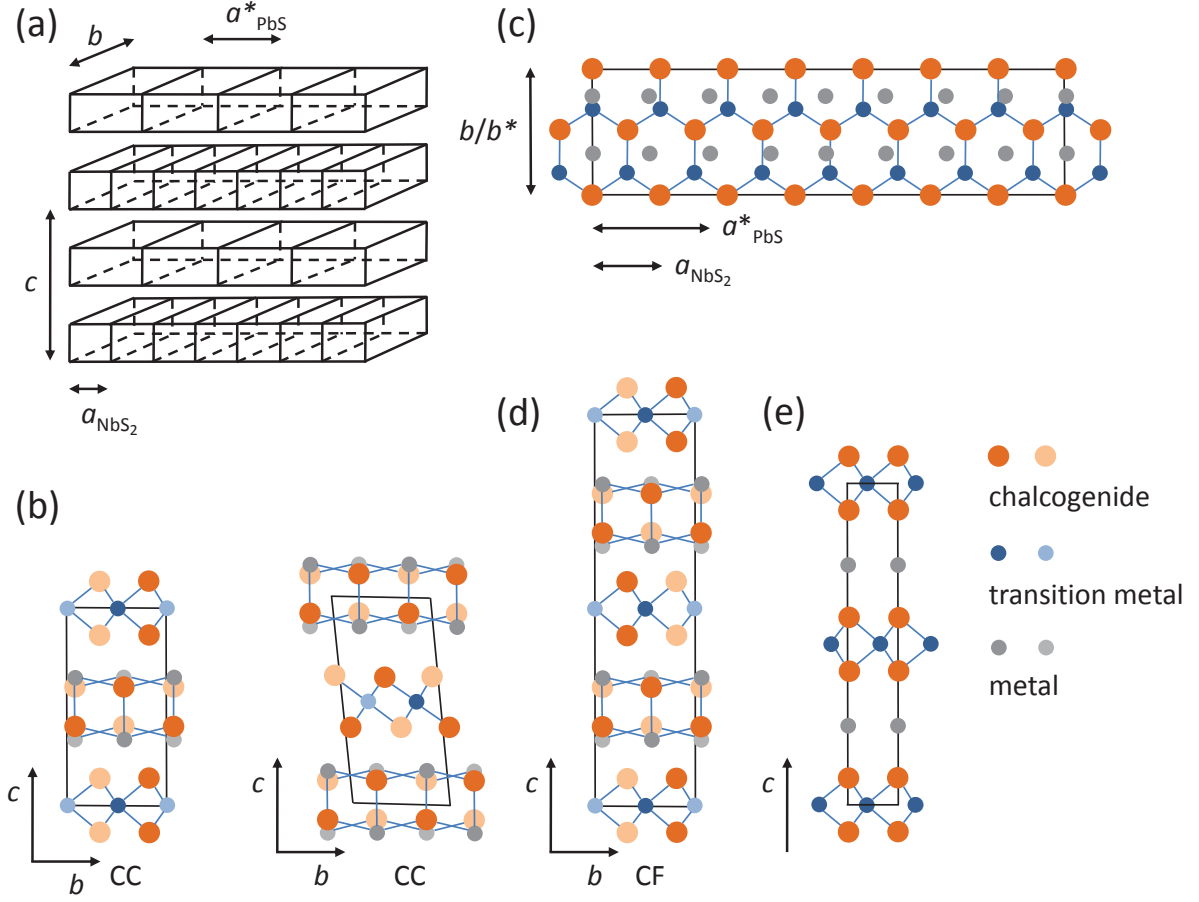 (a)
b
a*PbS
c
aNbS2
(c)
b/b*
a*PbS
aNbS2
(b)
c
b
CC
c
b
CC
(d)
c
b
CF
(e)
c
chalcogenide
transition metal
metal